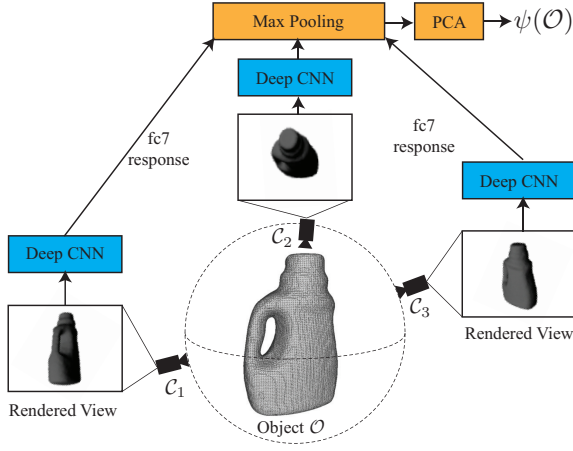 Max Pooling
PCA
ψ(𝒪)
Deep CNN
fc7
response
fc7
response
Deep CNN
Deep CNN
𝒞₂
𝒞₃
Rendered View
𝒞₁
Rendered View
Object 𝒪